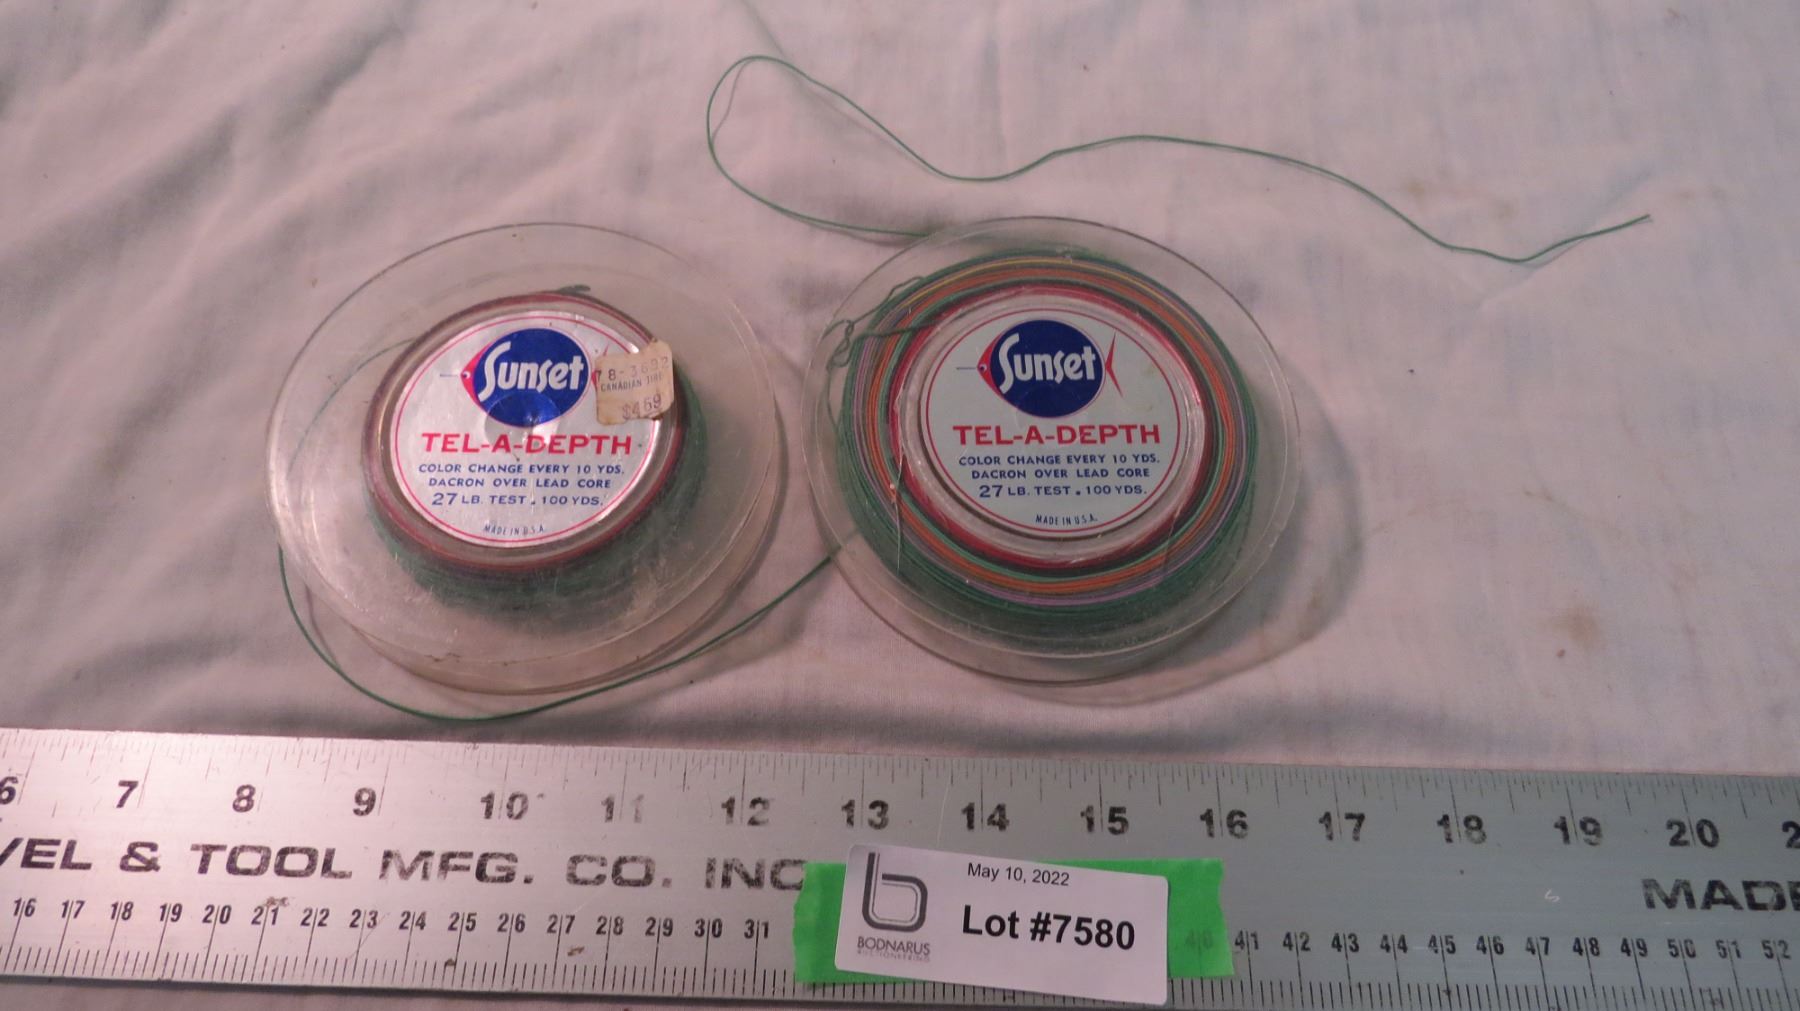 Sunset
78-3692
CANADIAN TIRE
$4.59
TEL-A-DEPTH
COLOR CHANGE EVERY 10 YDS.
DACRON OVER LEAD CORE
27 LB. TEST . 100 YDS.
MADE IN U.S.A.
Sunset
TEL-A-DEPTH
COLOR CHANGE EVERY 10 YDS.
DACRON OVER LEAD CORE
27 LB. TEST . 100 YDS.
MADE IN U.S.A.
6 7 8 9 10 11 12 13 14 15 16 17 18 19 20 2
VEL & TOOL MFG. CO. INC MADE
16 17 18 19 20 21 22 23 24 25 26 27 28 29 30 31 40 41 42 43 44 45 46 47 48 49 50 51 52
May 10, 2022
Lot #7580
BODNARUS
AUCTIONEERING